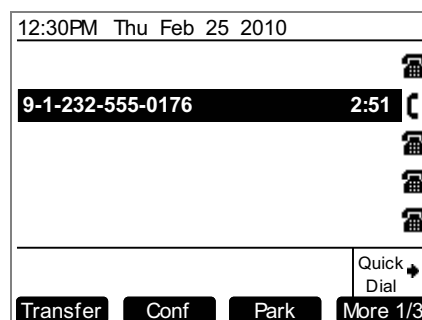 12:30PM Thu Feb 25 2010
9-1-232-555-0176 2:51
Quick
Dial
Transfer Conf Park More 1/3